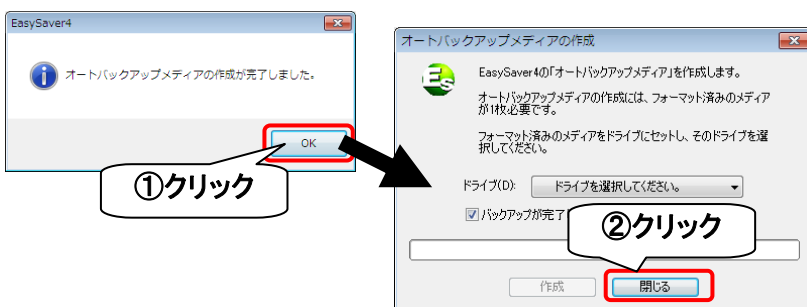 EasySaver4
オートバックアップメディアの作成が完了しました。
OK
①クリック
オートバックアップメディアの作成
EasySaver4の「オートバックアップメディア」を作成します。
オートバックアップメディアの作成には、フォーマット済みのメディア
が1枚必要です。
フォーマット済みのメディアをドライブにセットし、そのドライブを選
択してください。
ドライブ(D):
ドライブを選択してください。
バックアップが完了
②クリック
作成
閉じる